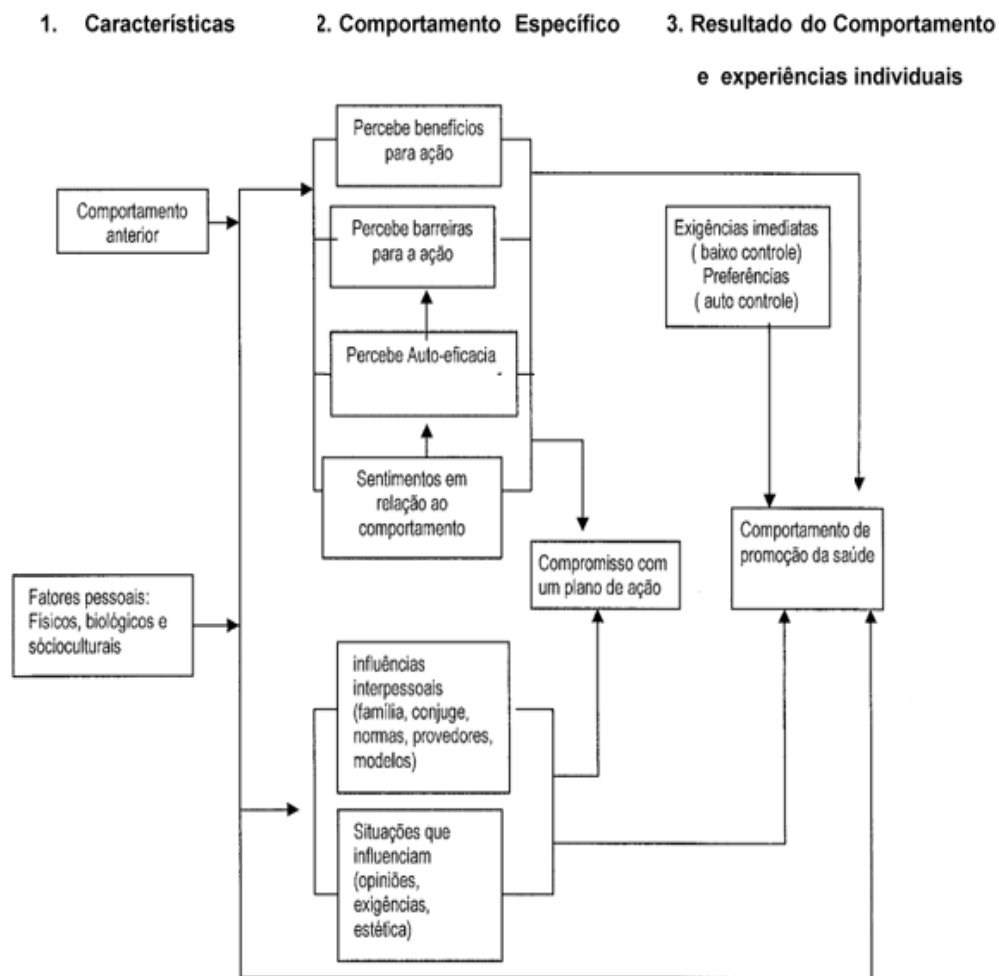 1. Características
2. Comportamento Específico
3. Resultado do Comportamento
e experiências individuais
Comportamento
anterior
Fatores pessoais:
Físicos, biológicos e
sócioculturais
Percebe benefícios
para ação
Percebe barreiras
para a ação
Percebe Auto-eficacia
Sentimentos em
relação ao
comportamento
influências
interpessoais
(família, conjuge,
normas, provedores,
modelos)
Situações que
influenciam
(opiniões,
exigências,
estética)
Compromisso com
um plano de ação
Exigências imediatas
( baixo controle)
Preferências
( auto controle)
Comportamento de
promoção da saúde